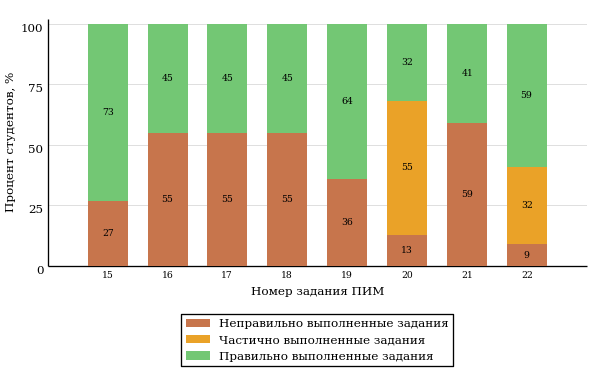 Процент студентов, %
100
75
50
25
0
73 45 45 45 64 32 41 59
27 55 55 55 36 55 59 32
13 9
15 16 17 18 19 20 21 22
Номер задания ПИМ
Неправильно выполненные задания
Частично выполненные задания
Правильно выполненные задания